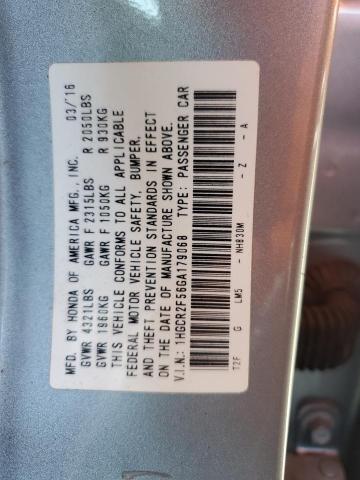 MFD. BY HONDA OF AMERICA MFG., INC. 03/'16
GVWR 4321LBS GAWR F 2315LBS R 2050LBS
GVWR 1960KG GAWR F 1050KG R 930KG
THIS VEHICLE CONFORMS TO ALL APPLICABLE
FEDERAL MOTOR VEHICLE SAFETY, BUMPER,
AND THEFT PREVENTION STANDARDS IN EFFECT
ON THE DATE OF MANUFACTURE SHOWN ABOVE.
V.I.N.: 1HGCR2F56GA179068 TYPE: PASSENGER CAR
T2F G LM5 - NH830M - Z - A